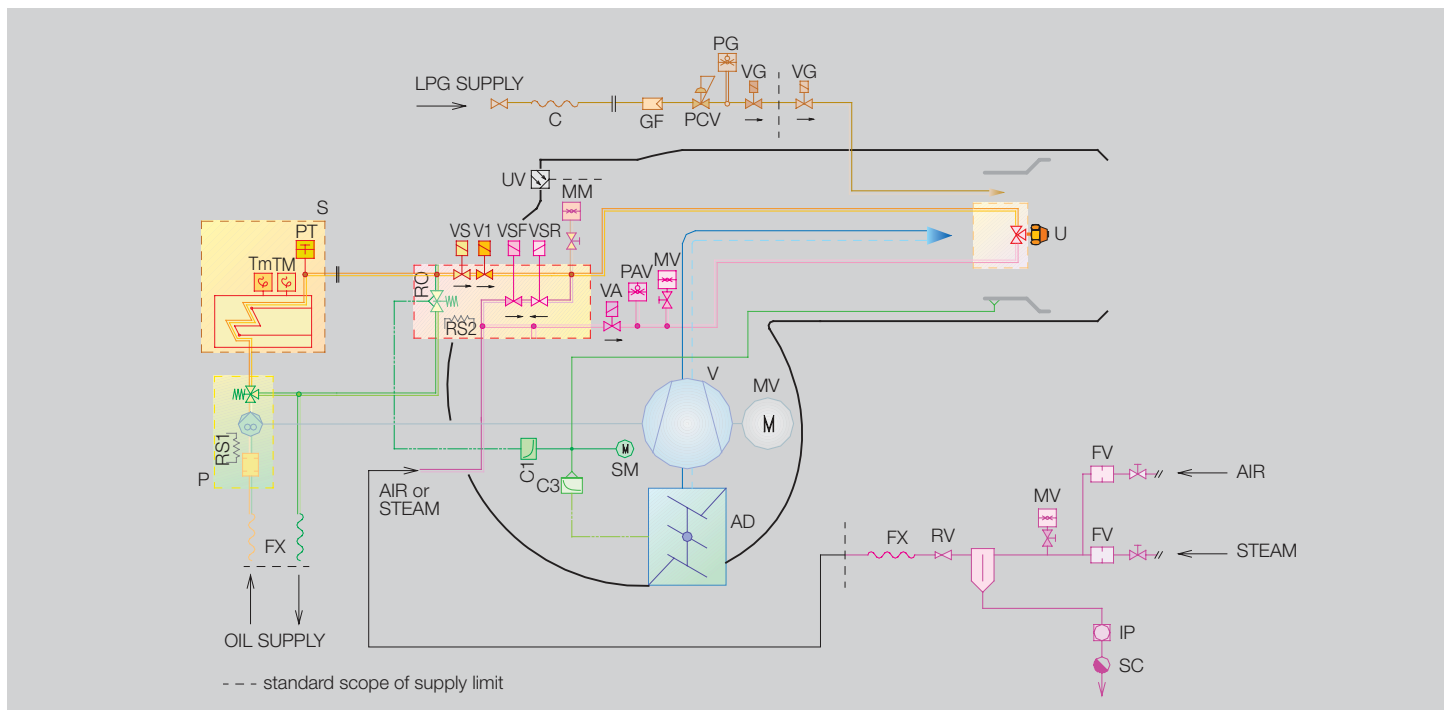 PG
VG
VG
LPG SUPPLY
C
GF
PCV
UV
MM
S
PT
VS
V1
VSF
VSR
Tm
TM
RO
PAV
MV
VA
U
RS2
V
MV
M
RS1
P
C1
SM
M
C3
AIR or
STEAM
AD
FV
AIR
MV
FX
FX
RV
FV
STEAM
OIL SUPPLY
IP
SC
--- standard scope of supply limit